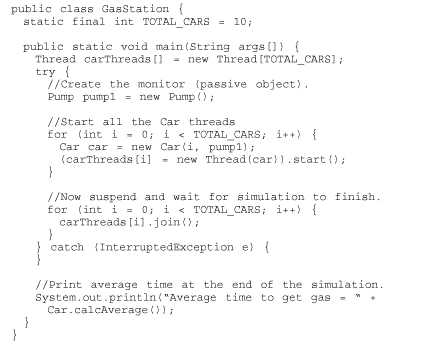 public class GasStation {
static final int TOTAL_CARS = 10;
public static void main(String args[]) {
Thread carThreads[] = new Thread[TOTAL_CARS];
try {
//Create the monitor (passive object).
Pump pump1 = new Pump();
//Start all the Car threads
for (int i = 0; i < TOTAL_CARS; i++) {
Car car = new Car(i, pump1);
(carThreads[i] = new Thread(car)).start();
}
//Now suspend and wait for simulation to finish.
for (int i = 0; i < TOTAL_CARS; i++) {
carThreads[i].join();
}
} catch (InterruptedException e) {
}
//Print average time at the end of the simulation.
System.out.println("Average time to get gas = " +
Car.calcAverage());
}
}